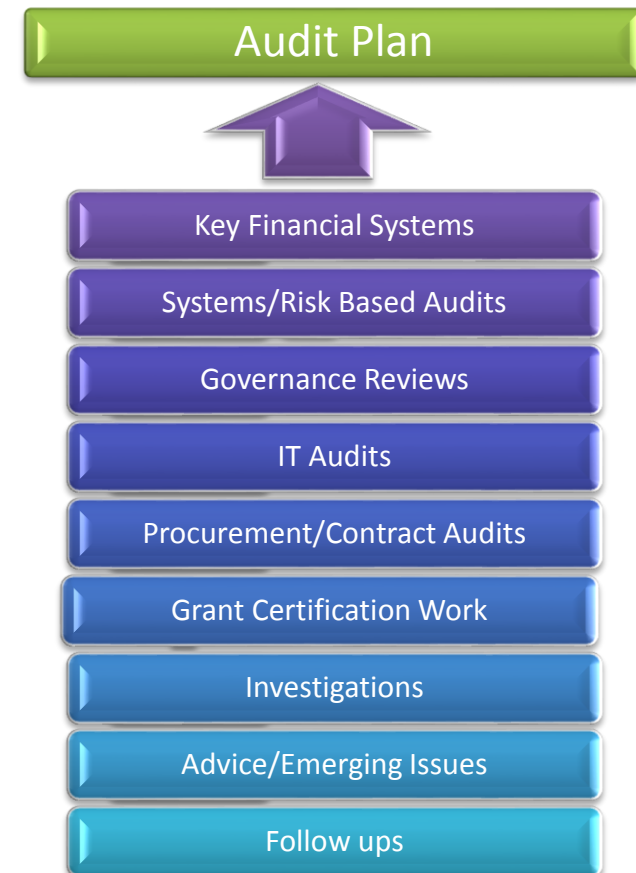 Audit Plan
Key Financial Systems
Systems/Risk Based Audits
Governance Reviews
IT Audits
Procurement/Contract Audits
Grant Certification Work
Investigations
Advice/Emerging Issues
Follow ups